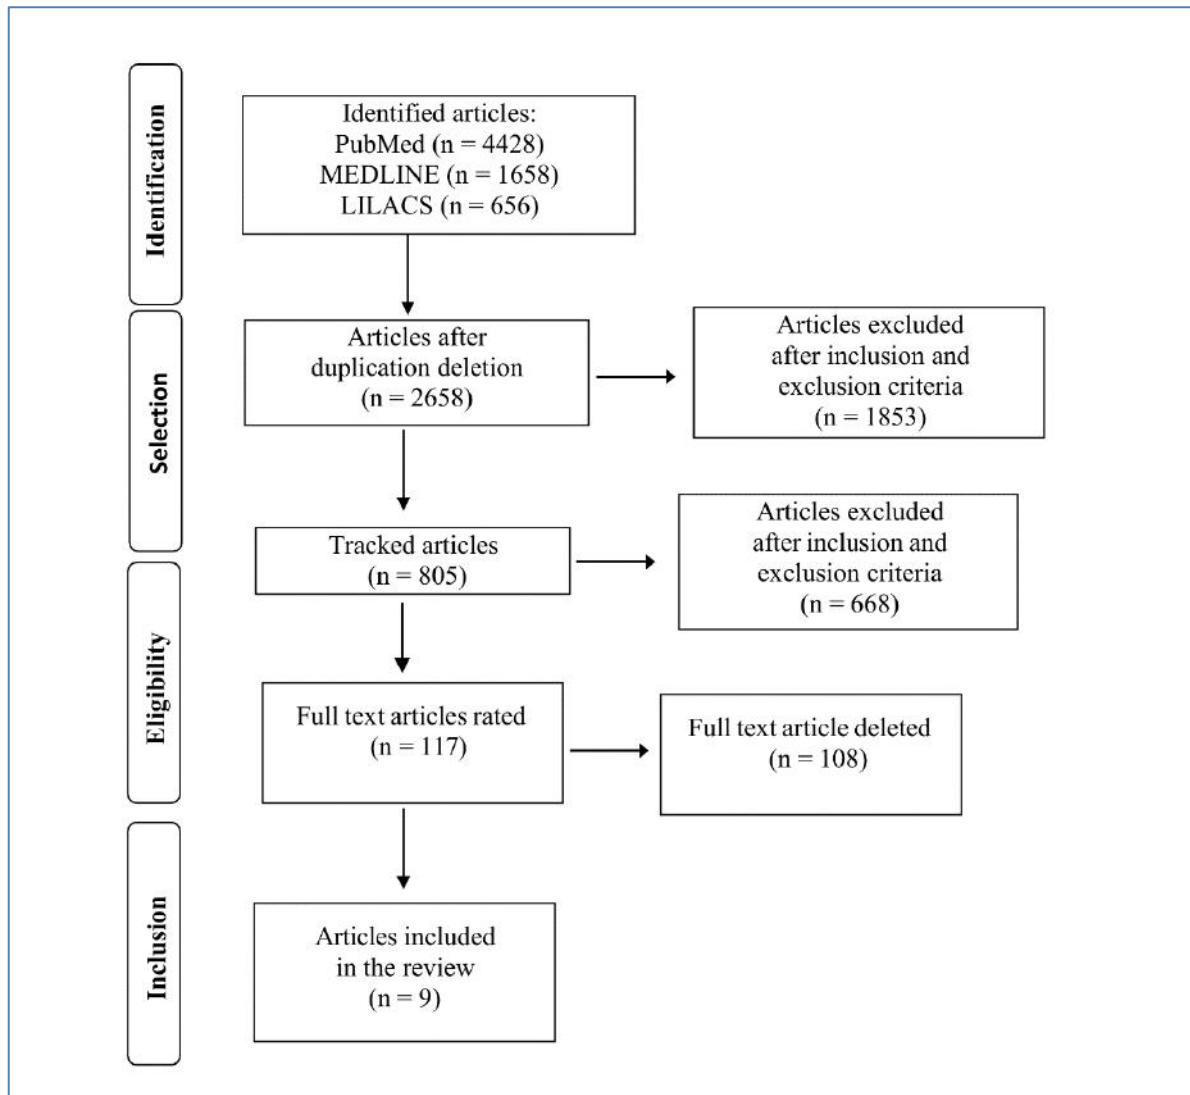 Identification
Identified articles:
PubMed (n = 4428)
MEDLINE (n = 1658)
LILACS (n = 656)
Selection
Articles after
duplication deletion
(n = 2658)
Articles excluded
after inclusion and
exclusion criteria
(n = 1853)
Tracked articles
(n = 805)
Articles excluded
after inclusion and
exclusion criteria
(n = 668)
Eligibility
Full text articles rated
(n = 117)
Full text article deleted
(n = 108)
Inclusion
Articles included
in the review
(n = 9)